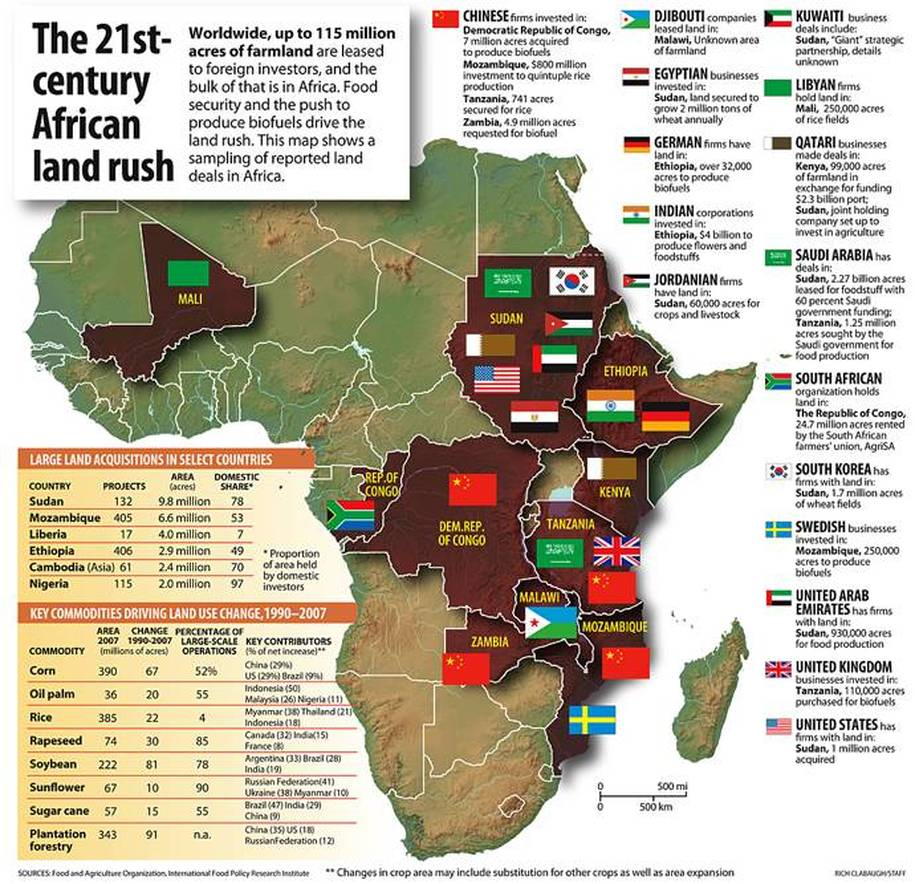 The 21st-
century
African
land rush
Worldwide, up to 115 million
acres of farmland are leased
to foreign investors, and the
bulk of that is in Africa. Food
security and the push to
produce biofuels drive the
land rush. This map shows a
sampling of reported land
deals in Africa.
CHINESE firms invested in:
Democratic Republic of Congo,
7 million acres acquired
to produce biofuels
Mozambique, $800 million
investment to quintuple rice
production
Tanzania, 741 acres
secured for rice
Zambia, 4.9 million acres
requested for biofuel
DJIBOUTI companies
leased land in:
Malawi, Unknown area
of farmland
EGYPTIAN businesses
invested in:
Sudan, land secured to
grow 2 million tons of
wheat annually
GERMAN firms have
land in:
Ethiopia, over 32,000
acres to produce
biofuels
INDIAN corporations
invested in:
Ethiopia, $4 billion to
produce flowers and
foodstuffs
JORDANIAN firms
have land in:
Sudan, 60,000 acres for
crops and livestock
KUWAITI business
deals include:
Sudan, "Giant" strategic
partnership, details
unknown
LIBYAN firms
hold land in:
Mali, 250,000 acres
of rice fields
QATARI businesses
made deals in:
Kenya, 99,000 acres
of farmland in
exchange for funding
$2.3 billion port;
Sudan, joint holding
company set up to
invest in agriculture
SAUDI ARABIA has
deals in:
Sudan, 2.27 billion acres
leased for foodstuff with
60 percent Saudi
government funding;
Tanzania, 1.25 million
acres sought by the
Saudi government for
food production
SOUTH AFRICAN
organization holds
land in:
The Republic of Congo,
24.7 million acres rented
by the South African
farmers' union, AgriSA
SOUTH KOREA has
firms with land in:
Sudan, 1.7 million acres
of wheat fields
SWEDISH businesses
invested in:
Mozambique, 250,000
acres to produce
biofuels
UNITED ARAB
EMIRATES has firms
with land in:
Sudan, 930,000 acres
for food production
UNITED KINGDOM
businesses invested in:
Tanzania, 110,000 acres
purchased for biofuels
UNITED STATES has
firms with land in:
Sudan, 1 million acres
acquired
MALI
SUDAN
ETHIOPIA
REP. OF
CONGO
KENYA
DEM. REP.
OF CONGO
TANZANIA
MALAWI
ZAMBIA
MOZAMBIQUE
LARGE LAND ACQUISITIONS IN SELECT COUNTRIES
COUNTRY PROJECTS AREA (acres) DOMESTIC SHARE*
Sudan 132 9.8 million 78
Mozambique 405 6.6 million 53
Liberia 17 4.0 million 7
Ethiopia 406 2.9 million 49
Cambodia (Asia) 61 2.4 million 70
Nigeria 115 2.0 million 97
* Proportion
of area held
by domestic
investors
KEY COMMODITIES DRIVING LAND USE CHANGE, 1990–2007
COMMODITY AREA 2007 CHANGE 1990-2007 (millions of acres) PERCENTAGE OF LARGE-SCALE OPERATIONS KEY CONTRIBUTORS (% of net increase)**
Corn 390 67 52% China (29%)
US (29%) Brazil (9%)
Oil palm 36 20 55 Indonesia (50)
Malaysia (26) Nigeria (11)
Rice 385 22 4 Myanmar (38) Thailand (21)
Indonesia (18)
Rapeseed 74 30 85 Canada (32) India(15)
France (8)
Soybean 222 81 78 Argentina (33) Brazil (28)
India (19)
Sunflower 67 10 90 Russian Federation(41)
Ukraine (38) Myanmar (10)
Sugar cane 57 15 55 Brazil (47) India (29)
China (9)
Plantation forestry 343 91 n.a. China (35) US (18)
RussianFederation (12)
0 500 mi
0 500 km
SOURCES: Food and Agriculture Organization, International Food Policy Research Institute
** Changes in crop area may include substitution for other crops as well as area expansion
RICH CLABAUGH/STAFF